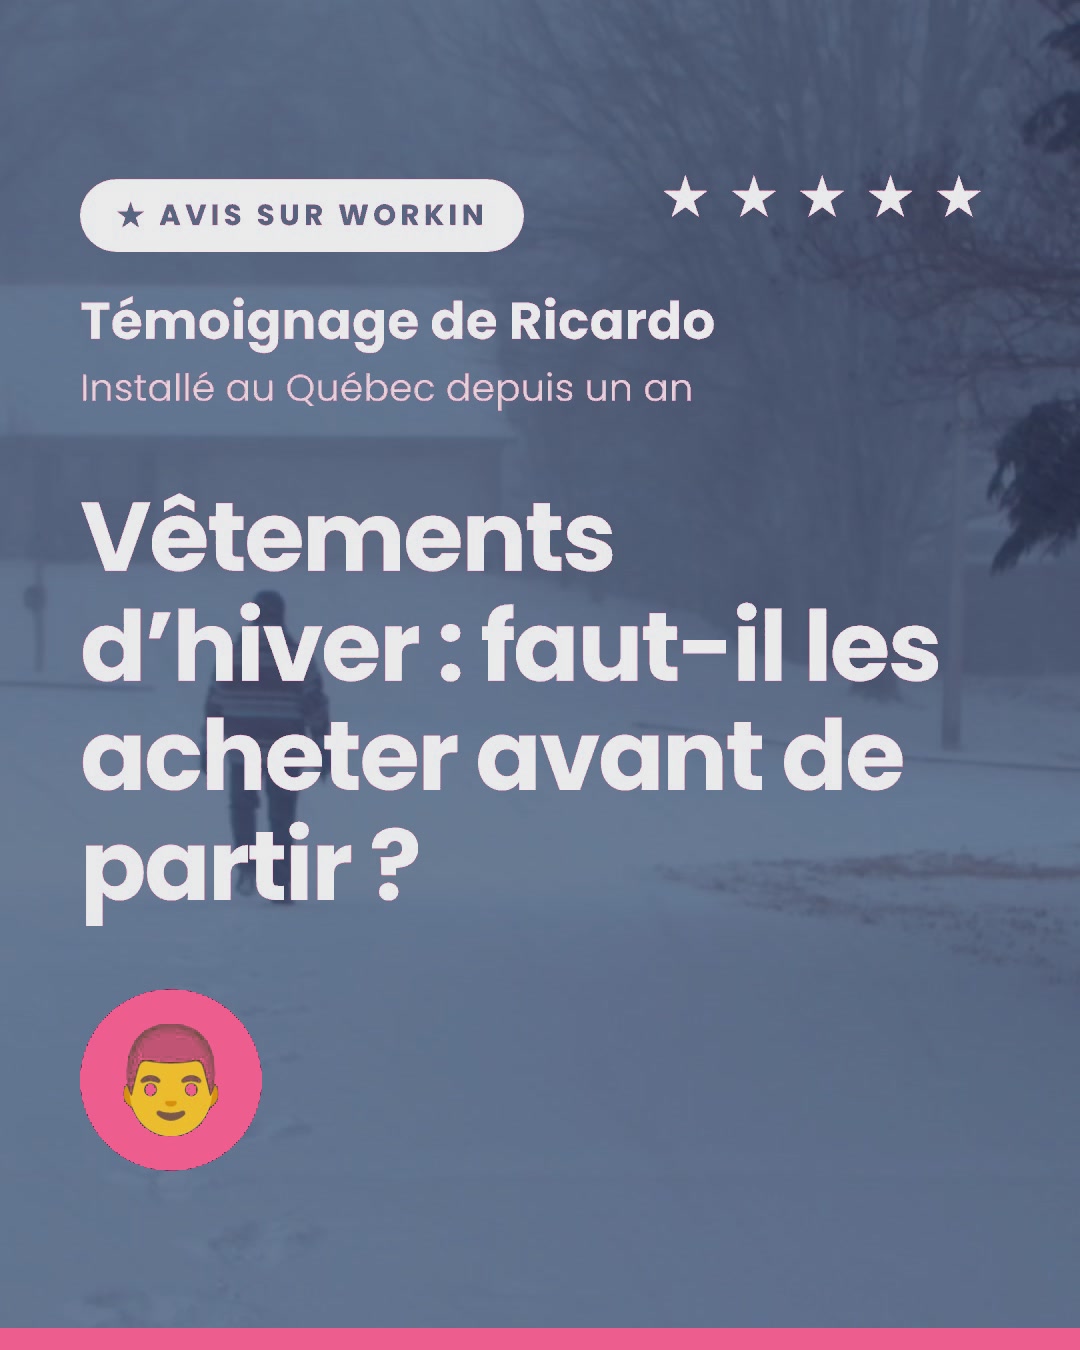 ★ AVIS SUR WORKIN
★ ★ ★ ★ ★
Témoignage de Ricardo
Installé au Québec depuis un an
Vêtements
d’hiver : faut-il les
acheter avant de
partir ?